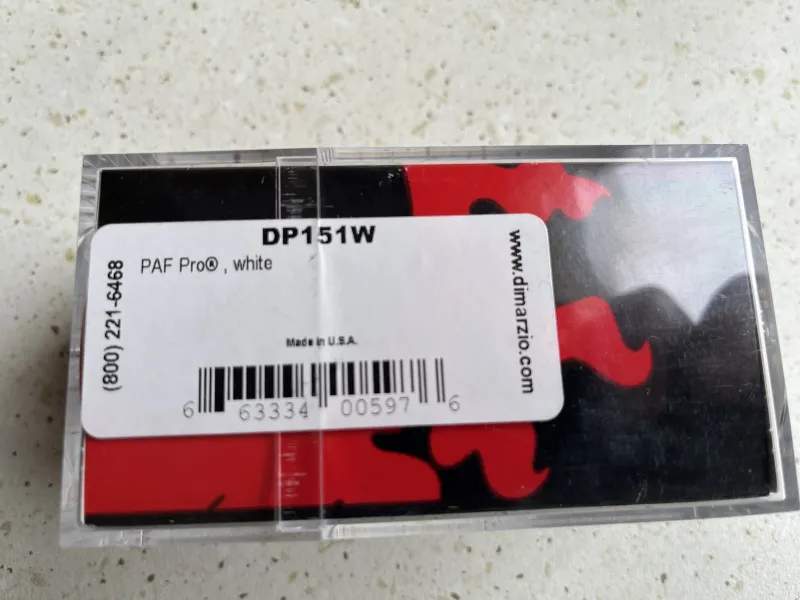 DP151W
PAF Pro® , white
(800) 221-6468
www.dimarzio.com
Made in U.S.A.
6 63334 00597 6